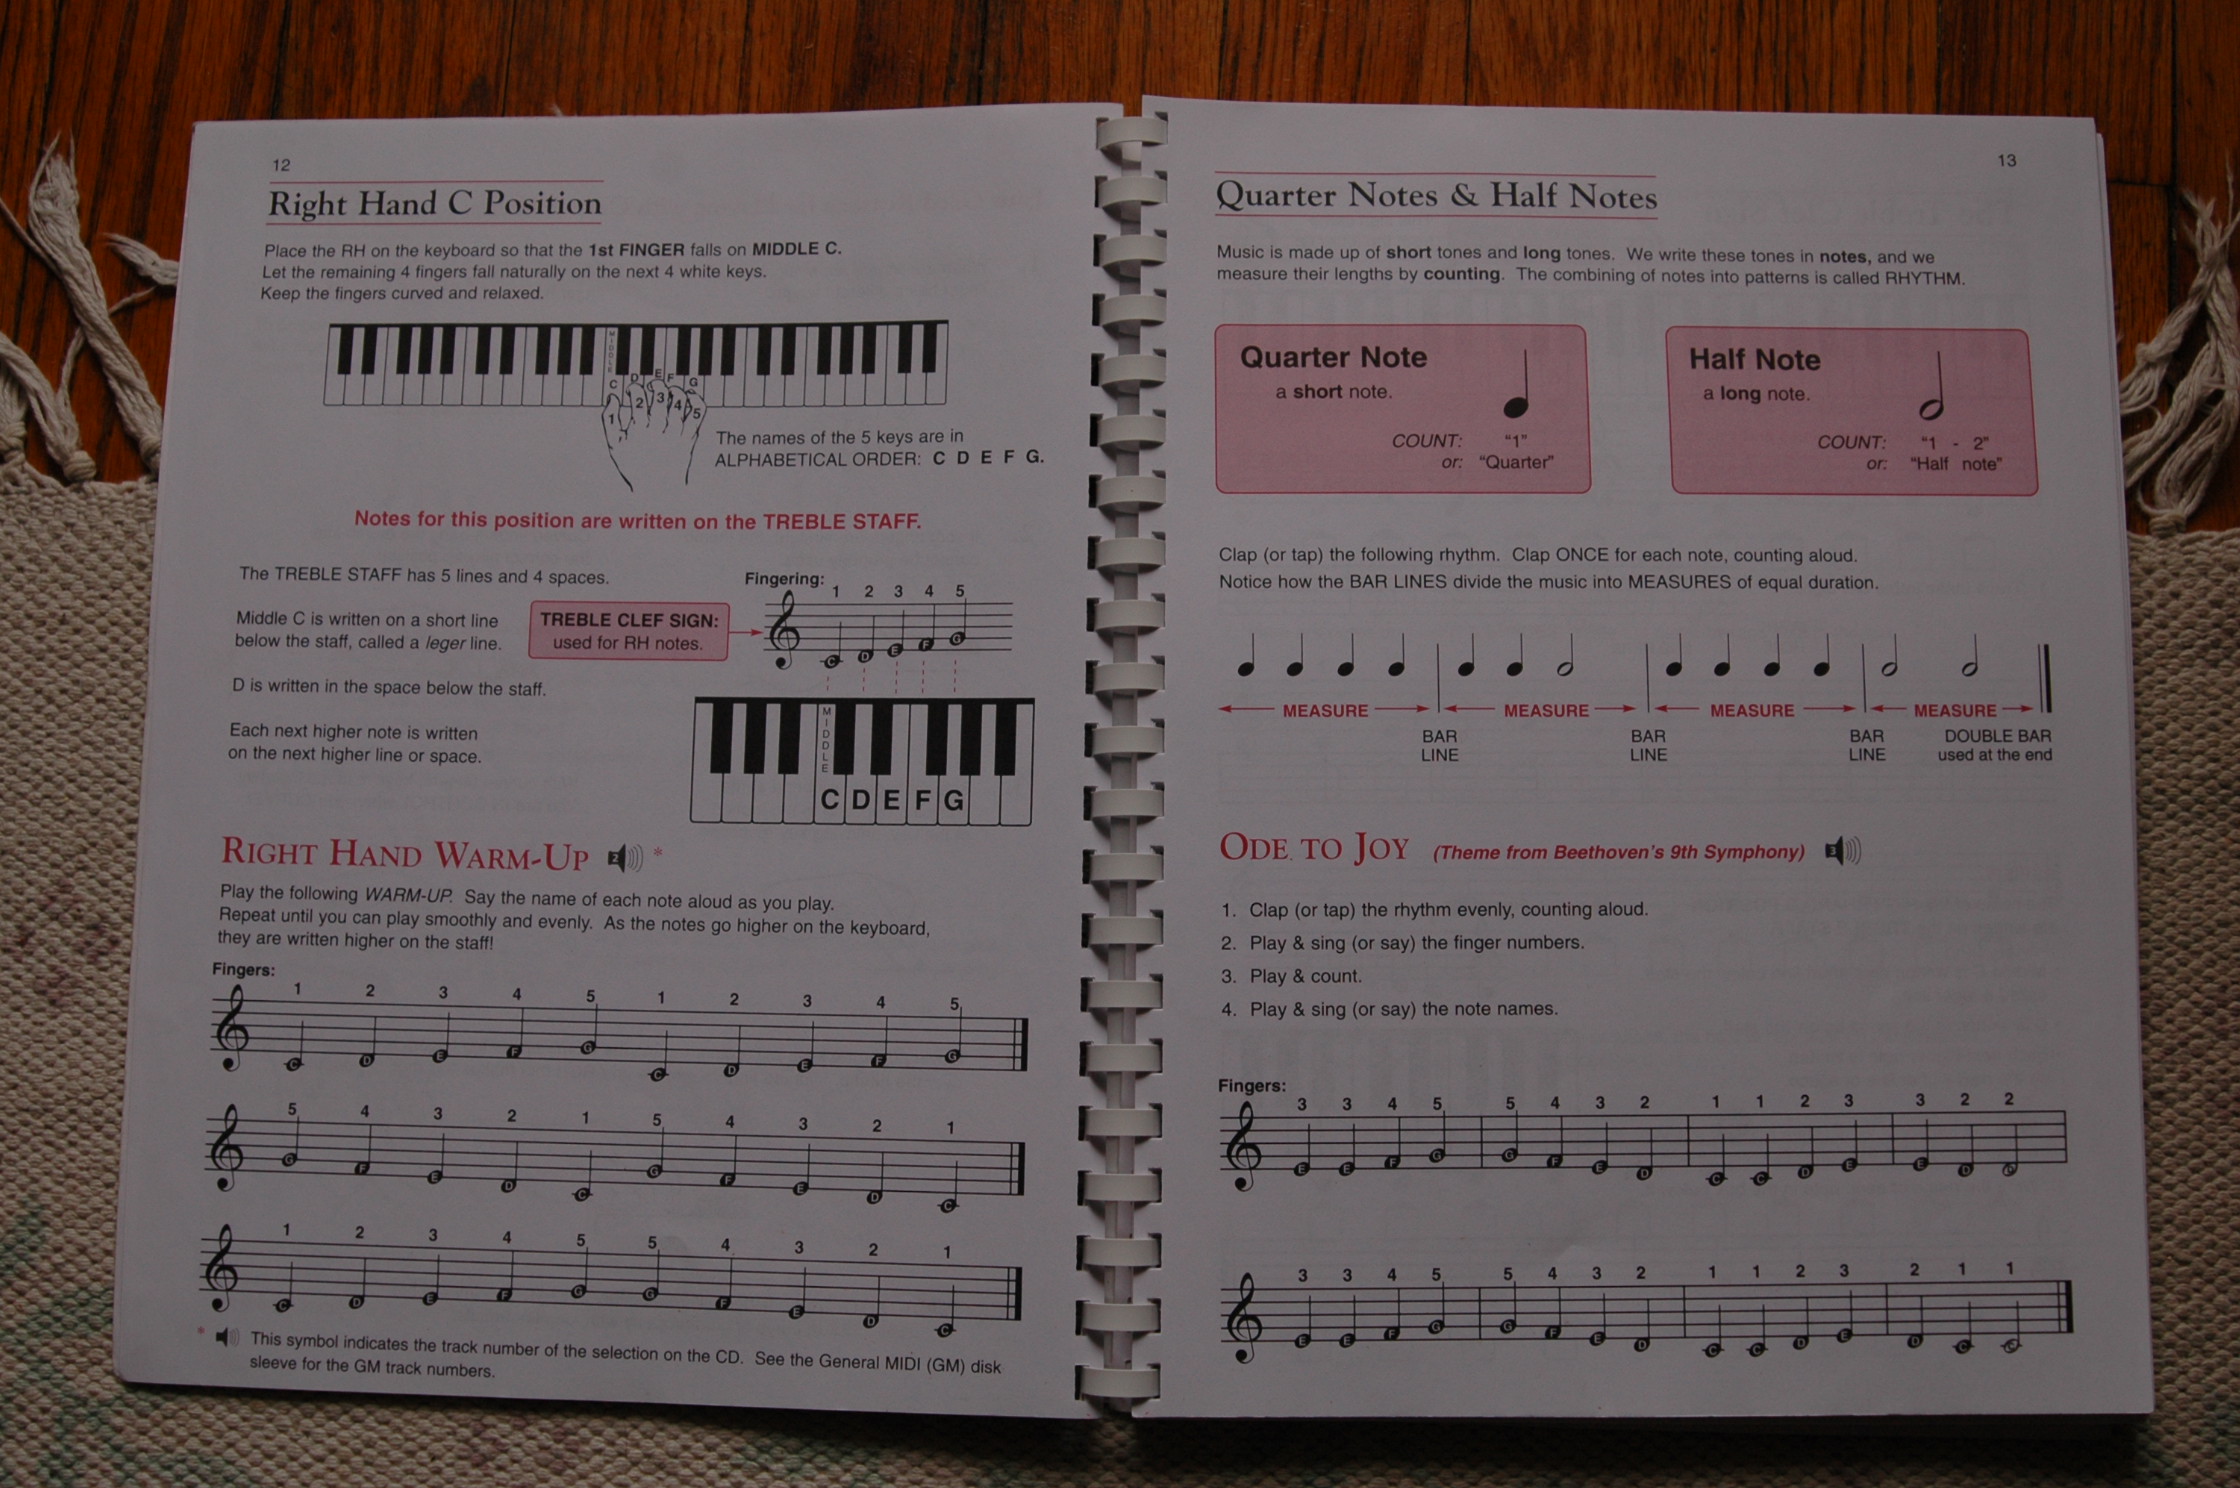 12
Right Hand C Position
Place the RH on the keyboard so that the 1st FINGER falls on MIDDLE C.
Let the remaining 4 fingers fall naturally on the next 4 white keys.
Keep the fingers curved and relaxed.
MIDDLE
C D E F G
1 2 3 4 5
The names of the 5 keys are in
ALPHABETICAL ORDER: C D E F G.
Notes for this position are written on the TREBLE STAFF.
The TREBLE STAFF has 5 lines and 4 spaces.
Middle C is written on a short line
below the staff, called a leger line.
D is written in the space below the staff.
Each next higher note is written
on the next higher line or space.
TREBLE CLEF SIGN:
used for RH notes.
Fingering:
1 2 3 4 5
C D E F G
MIDDLE
C D E F G
RIGHT HAND WARM-UP 2 *
Play the following WARM-UP. Say the name of each note aloud as you play.
Repeat until you can play smoothly and evenly. As the notes go higher on the keyboard,
they are written higher on the staff!
Fingers:
1 2 3 4 5 1 2 3 4 5
C D E F G C D E F G
5 4 3 2 1 5 4 3 2 1
G F E D C G F E D C
1 2 3 4 5 5 4 3 2 1
C D E F G G F E D C
* This symbol indicates the track number of the selection on the CD. See the General MIDI (GM) disk
sleeve for the GM track numbers.
13
Quarter Notes & Half Notes
Music is made up of short tones and long tones. We write these tones in notes, and we
measure their lengths by counting. The combining of notes into patterns is called RHYTHM.
Quarter Note
a short note.
COUNT: "1"
or: "Quarter"
Half Note
a long note.
COUNT: "1 - 2"
or: "Half note"
Clap (or tap) the following rhythm. Clap ONCE for each note, counting aloud.
Notice how the BAR LINES divide the music into MEASURES of equal duration.
MEASURE MEASURE MEASURE MEASURE
BAR BAR BAR DOUBLE BAR
LINE LINE LINE used at the end
ODE TO JOY (Theme from Beethoven's 9th Symphony) 3
1. Clap (or tap) the rhythm evenly, counting aloud.
2. Play & sing (or say) the finger numbers.
3. Play & count.
4. Play & sing (or say) the note names.
Fingers:
3 3 4 5 5 4 3 2 1 1 2 3 3 2 2
E E F G G F E D C C D E E D D
3 3 4 5 5 4 3 2 1 1 2 3 2 1 1
E E F G G F E D C C D E D C C